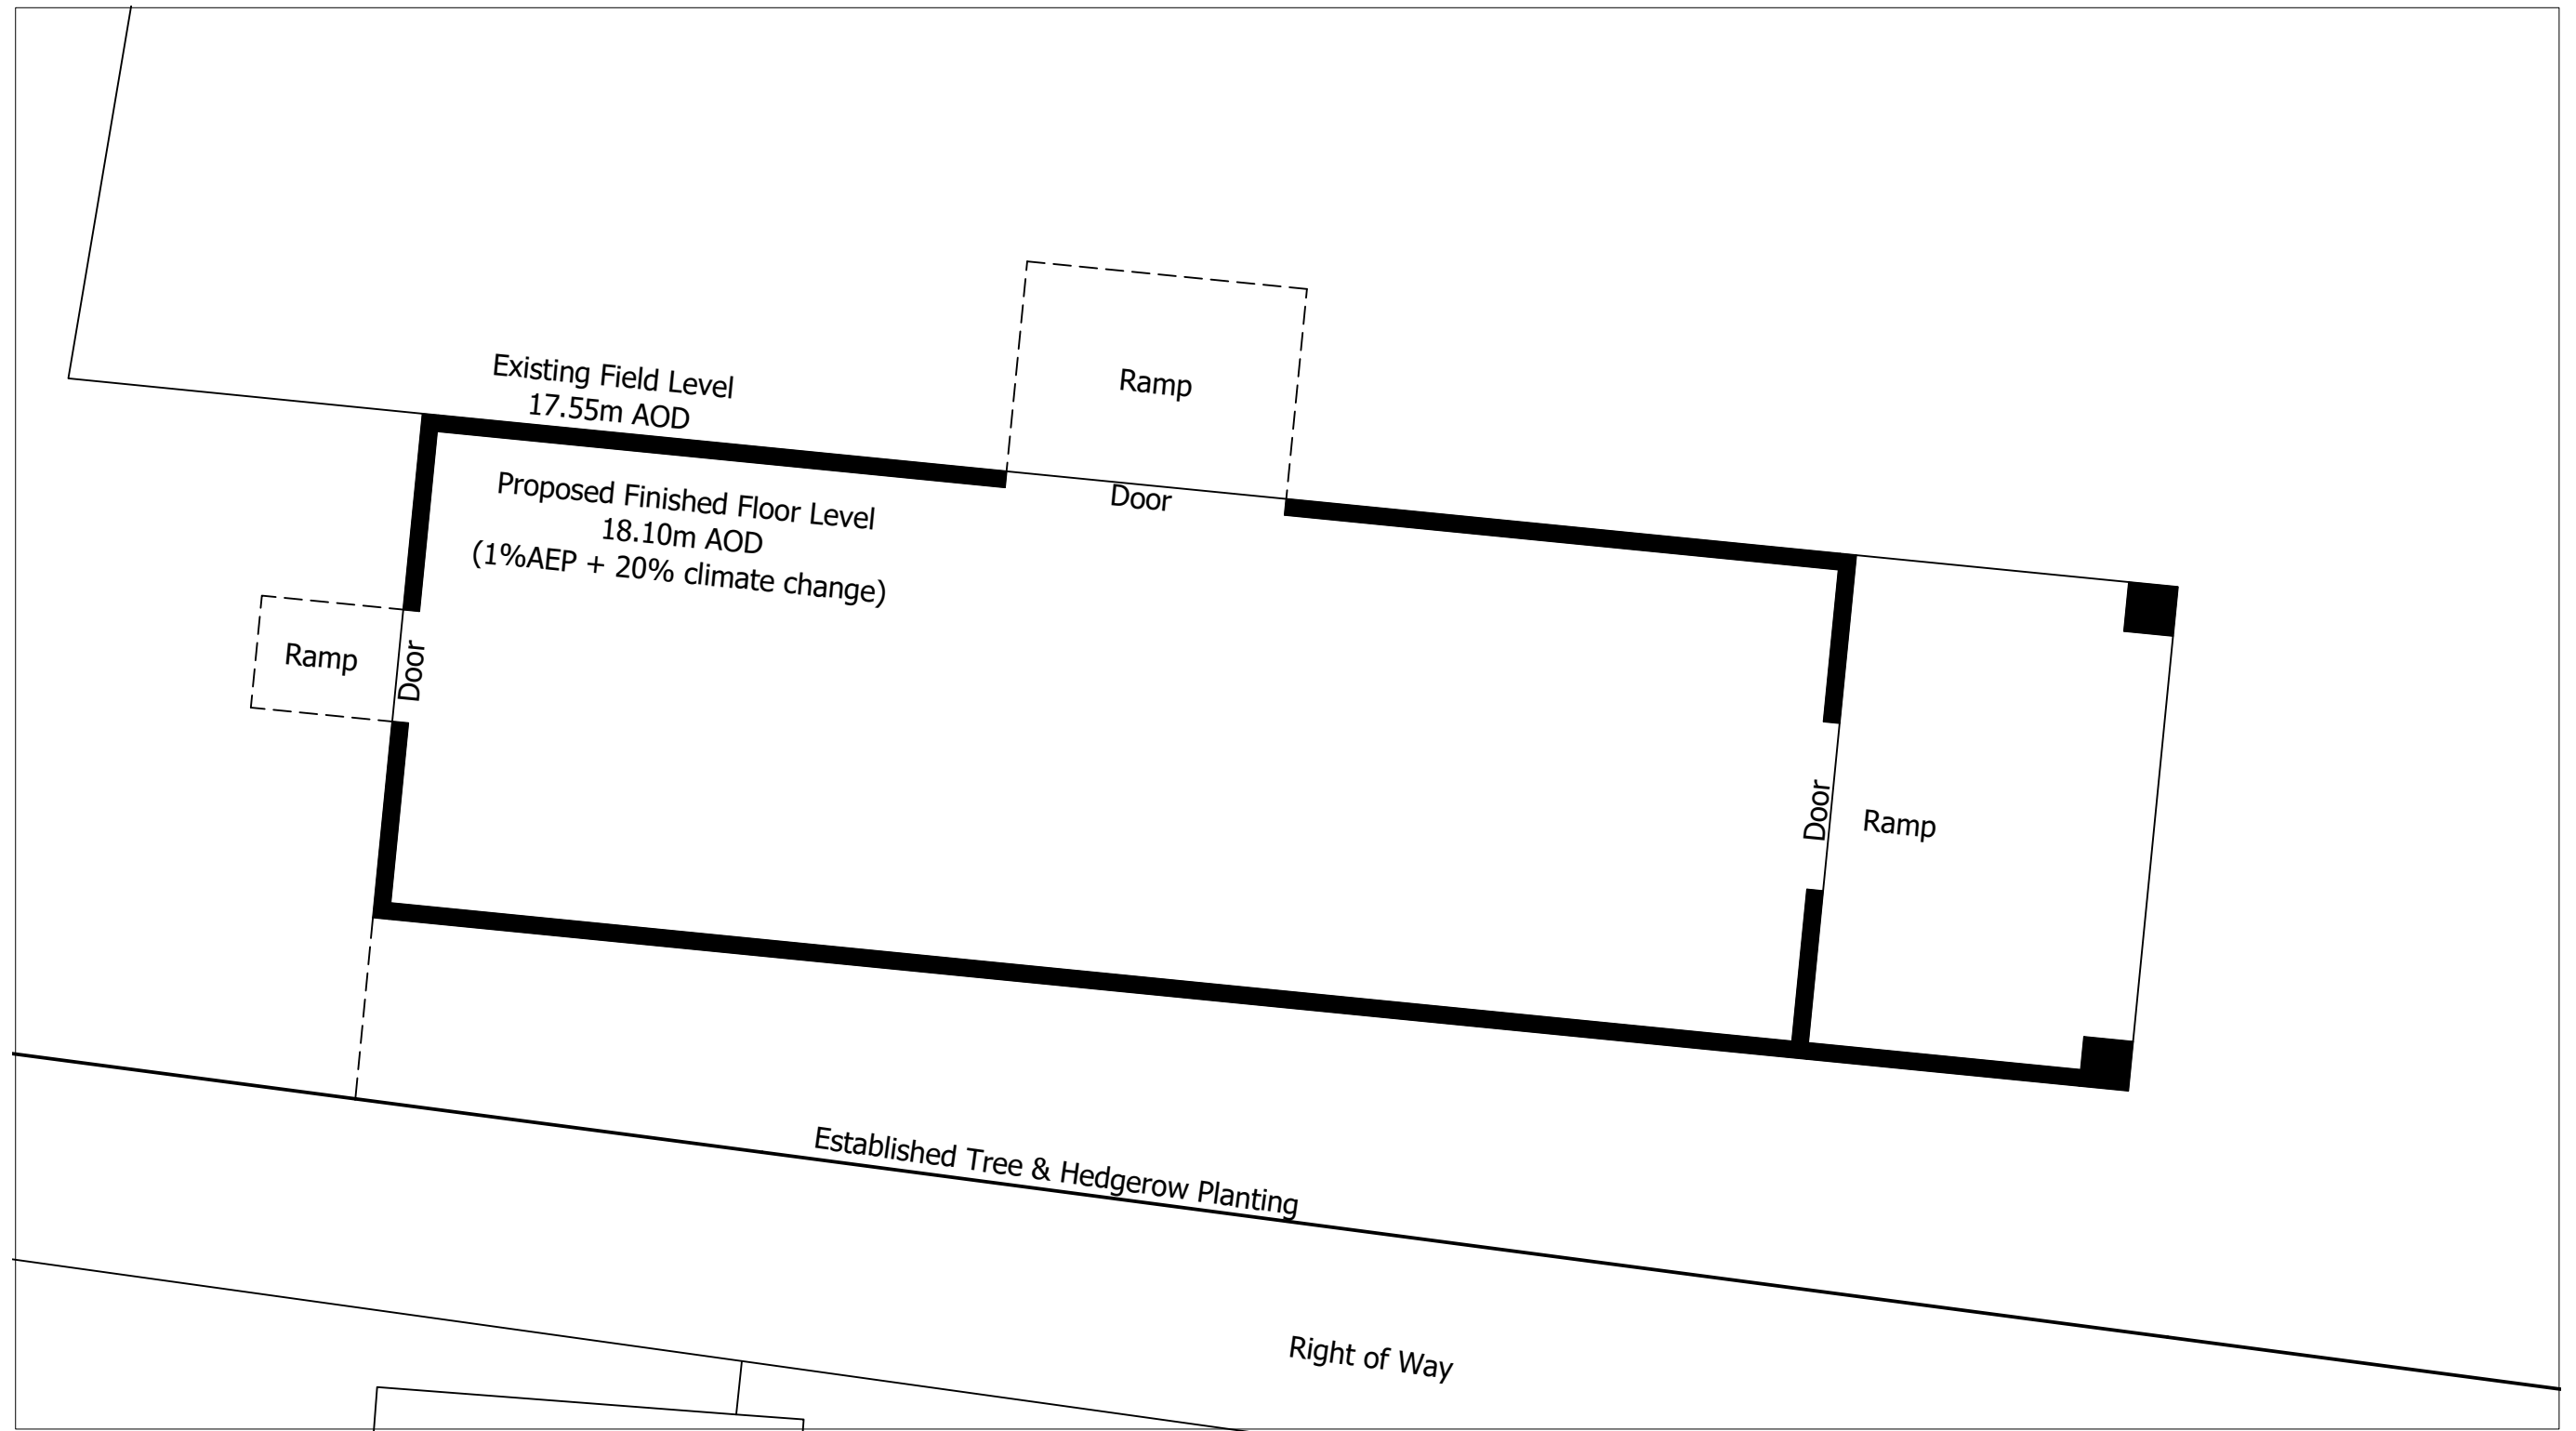 Existing Field Level
17.55m AOD
Ramp
Proposed Finished Floor Level
18.10m AOD
(1%AEP + 20% climate change)
Door
Ramp
Door
Door
Ramp
Established Tree & Hedgerow Planting
Right of Way